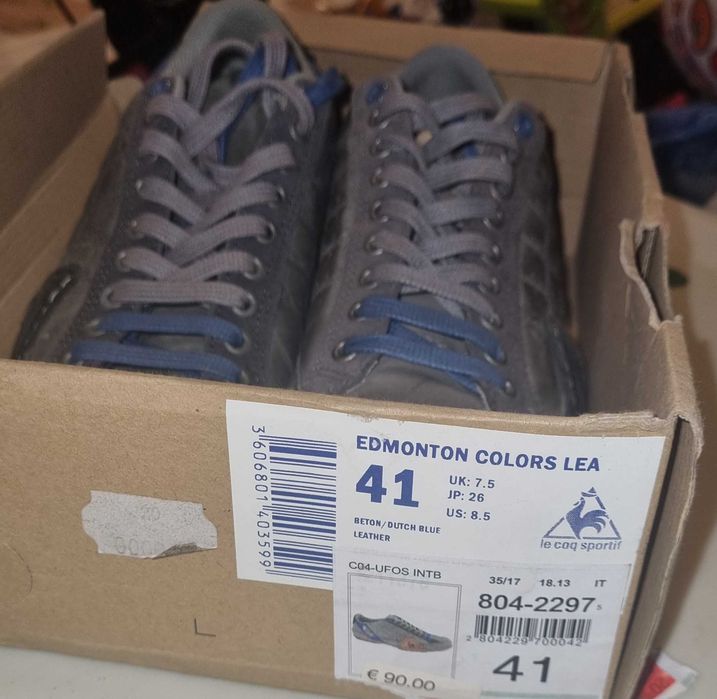 EDMONTON COLORS LEA
41
UK: 7.5
JP: 26
US: 8.5
BETON/DUTCH BLUE
LEATHER
le coq sportif
3606801403599
C04-UFOS INTB
35/17 18.13 IT
804-2297 5
2804229700042
41
€ 90.00
L